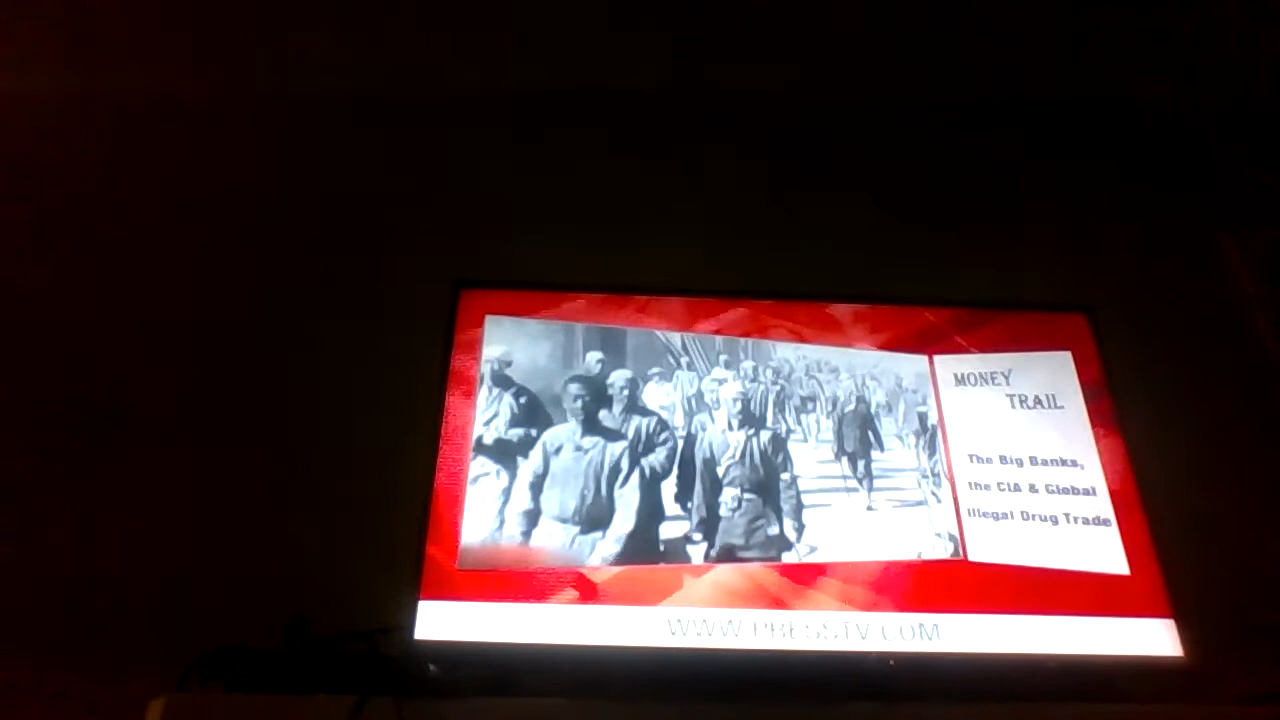 MONEY
TRAIL
The Big Banks,
the CIA & Global
Illegal Drug Trade
WWW.PRESSTV.COM